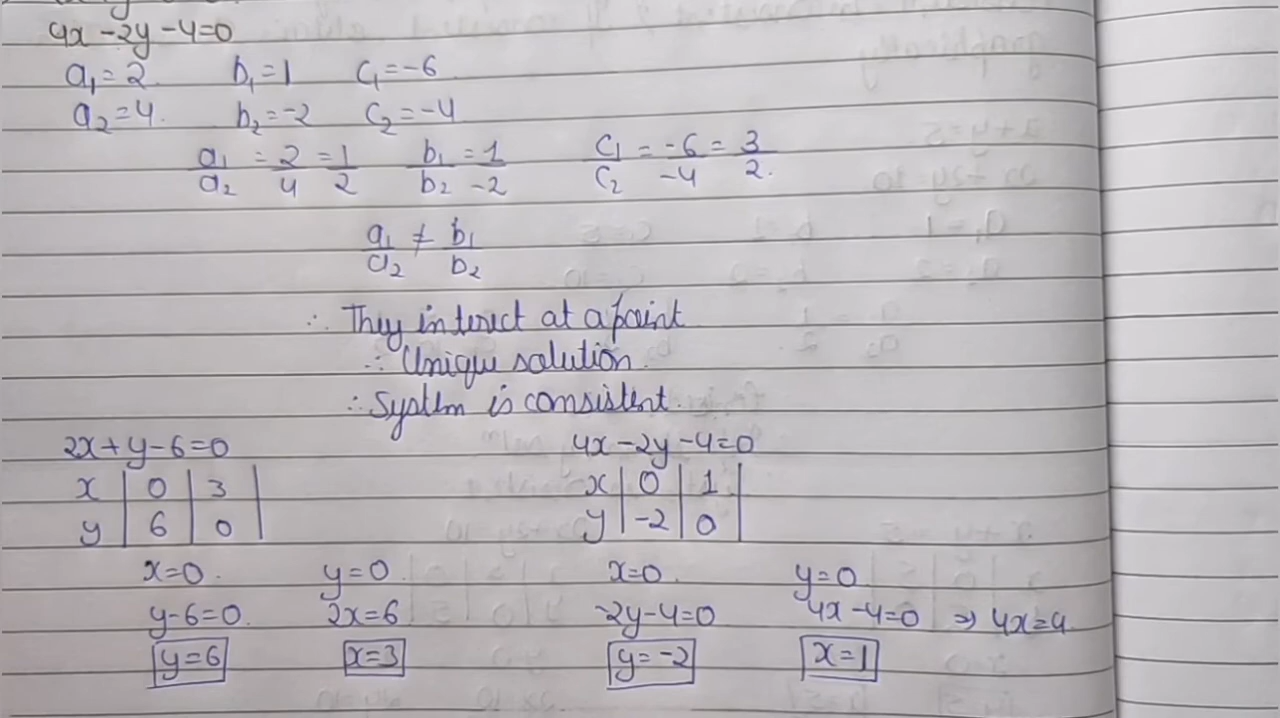 4x-2y-4=0
a₁=2 b₁=1 c₁=-6
a₂=4. b₂=-2 c₂=-4
a₁/a₂ = 2/4 = 1/2 b₁/b₂ = 1/-2 c₁/c₂ = -6/-4 = 3/2.
a₁/a₂ ≠ b₁/b₂
∴ They interect at a point
∴ Unique solution.
∴ System is consistent.
2x+y-6=0 4x-2y-4=0
x | 0 | 3 | x | 0 | 1 |
y | 6 | 0 | y | -2 | 0 |
x=0. y=0 x=0. y=0
y-6=0. 2x=6 -2y-4=0 4x-4=0 ⇒ 4x=4
y=6 x=3 y=-2 x=1